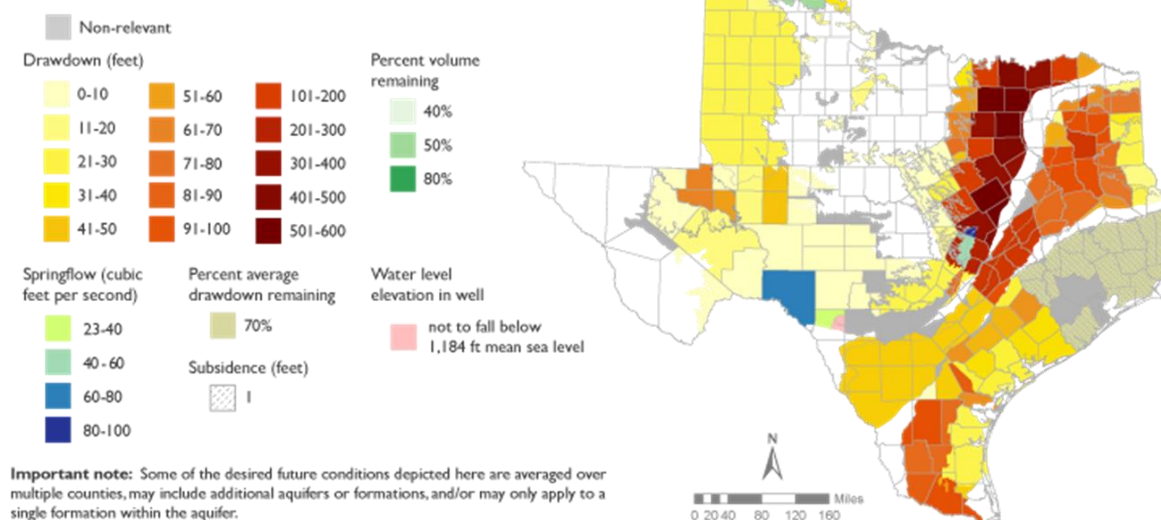 Non-relevant
Drawdown (feet)
0-10
11-20
21-30
31-40
41-50
51-60
61-70
71-80
81-90
91-100
101-200
201-300
301-400
401-500
501-600
Percent volume
remaining
40%
50%
80%
Springflow (cubic
feet per second)
23-40
40-60
60-80
80-100
Percent average
drawdown remaining
70%
Subsidence (feet)
1
Water level
elevation in well
not to fall below
1,184 ft mean sea level
Important note: Some of the desired future conditions depicted here are averaged over
multiple counties, may include additional aquifers or formations, and/or may only apply to a
single formation within the aquifer.
N
Miles
0 20 40 80 120 160